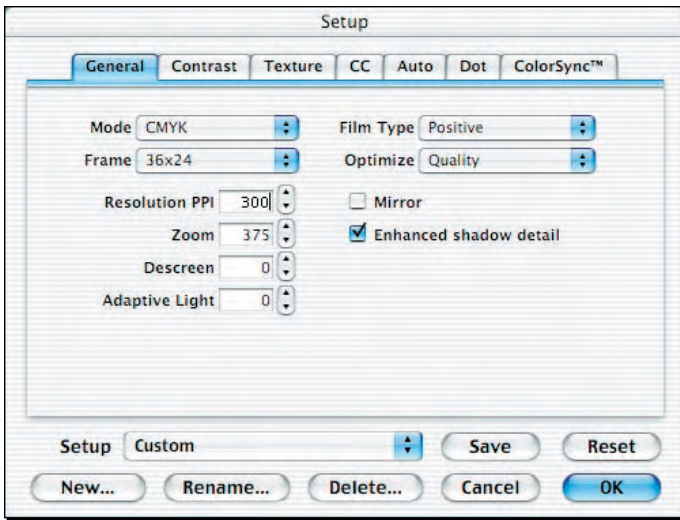 Setup
General Contrast Texture CC Auto Dot ColorSync™
Mode CMYK Film Type Positive
Frame 36x24 Optimize Quality
Resolution PPI 300 Mirror
Zoom 375 Enhanced shadow detail
Descreen 0
Adaptive Light 0
Setup Custom Save Reset
New... Rename... Delete... Cancel OK